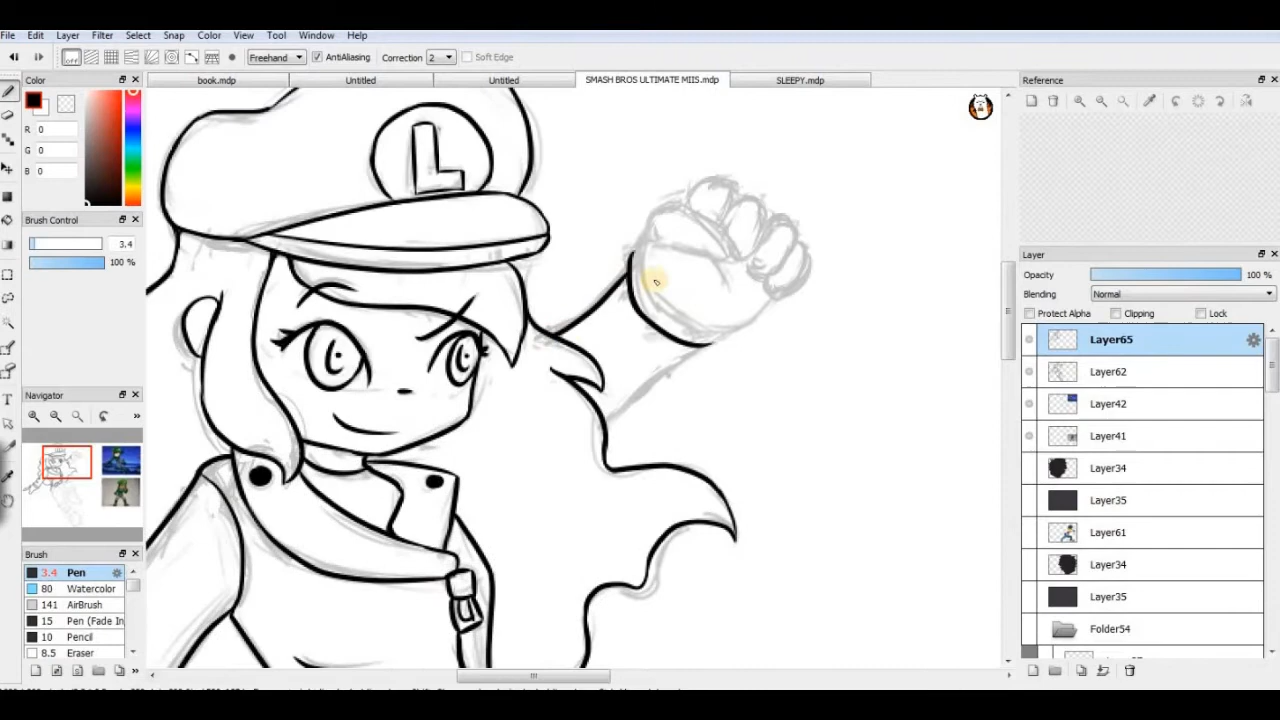 File Edit Layer Filter Select Snap Color View Tool Window Help
Freehand AntiAliasing Correction 2 Soft Edge
Color
book.mdp Untitled Untitled SMASH BROS ULTIMATE MIIS.mdp SLEEPY.mdp
Reference
R 0
G 0
B 0
L
Brush Control
3.4
100 %
Layer
Opacity 100 %
Blending Normal
Protect Alpha Clipping Lock
Layer65
Layer62
Layer42
Layer41
Layer34
Layer35
Layer61
Layer34
Layer35
Folder54
Navigator
Brush
3.4 Pen
80 Watercolor
141 AirBrush
15 Pen (Fade In
10 Pencil
8.5 Eraser